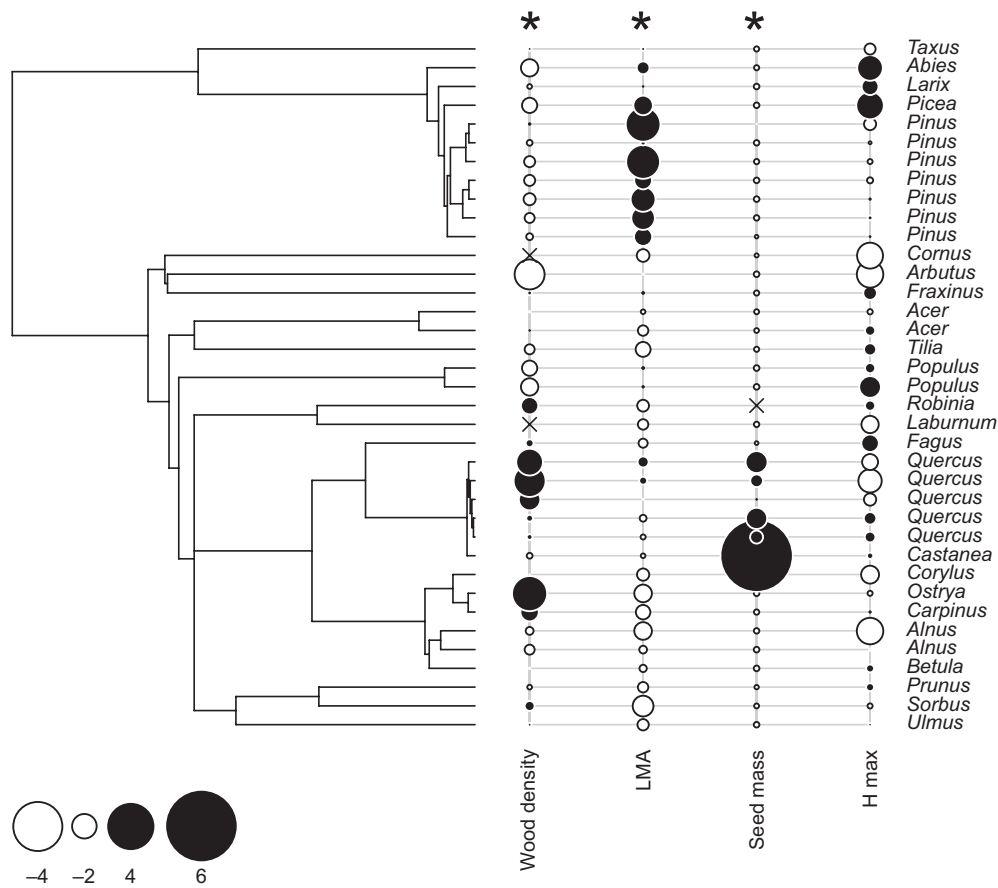 * * *
Taxus
Abies
Larix
Picea
Pinus
Pinus
Pinus
Pinus
Pinus
Pinus
Pinus
Cornus
Arbutus
Fraxinus
Acer
Acer
Tilia
Populus
Populus
Robinia
Laburnum
Fagus
Quercus
Quercus
Quercus
Quercus
Quercus
Castanea
Corylus
Ostrya
Carpinus
Alnus
Alnus
Betula
Prunus
Sorbus
Ulmus
Wood density
LMA
Seed mass
H max
–4 –2 4 6